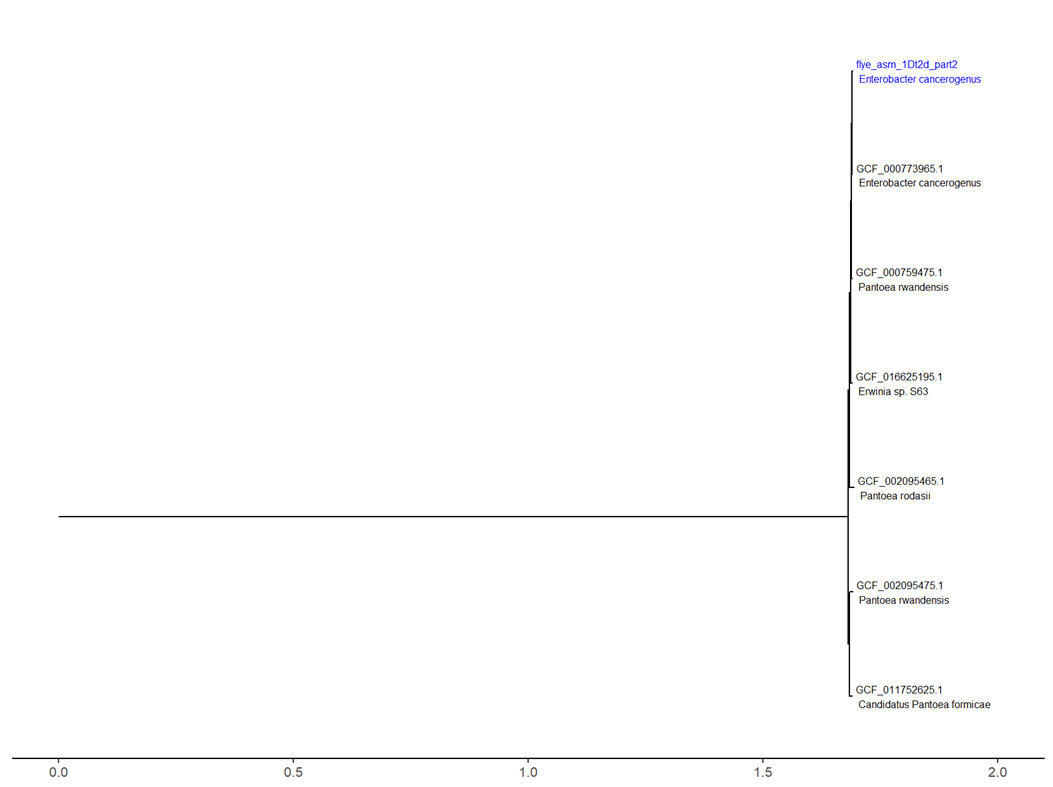 flye_asm_1Dt2d_part2
Enterobacter cancerogenus
GCF_000773965.1
Enterobacter cancerogenus
GCF_000759475.1
Pantoea rwandensis
GCF_016625195.1
Erwinia sp. S63
GCF_002095465.1
Pantoea rodasii
GCF_002095475.1
Pantoea rwandensis
GCF_011752625.1
Candidatus Pantoea formicae
0.0 0.5 1.0 1.5 2.0